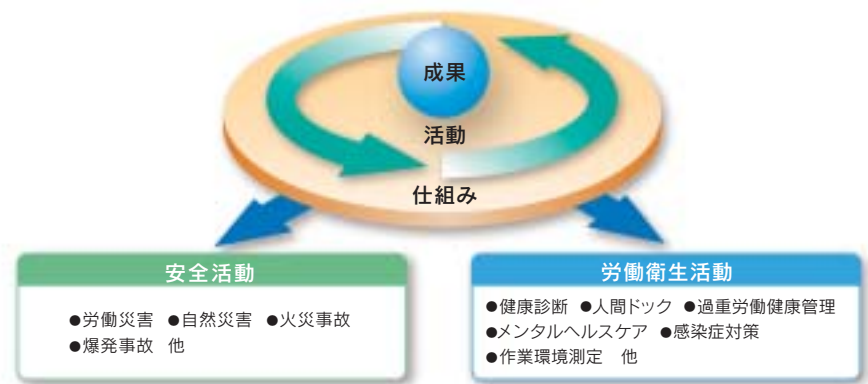 成果
活動
仕組み
安全活動
●労働災害 ●自然災害 ●火災事故
●爆発事故 他
労働衛生活動
●健康診断 ●人間ドック ●過重労働健康管理
●メンタルヘルスケア ●感染症対策
●作業環境測定 他